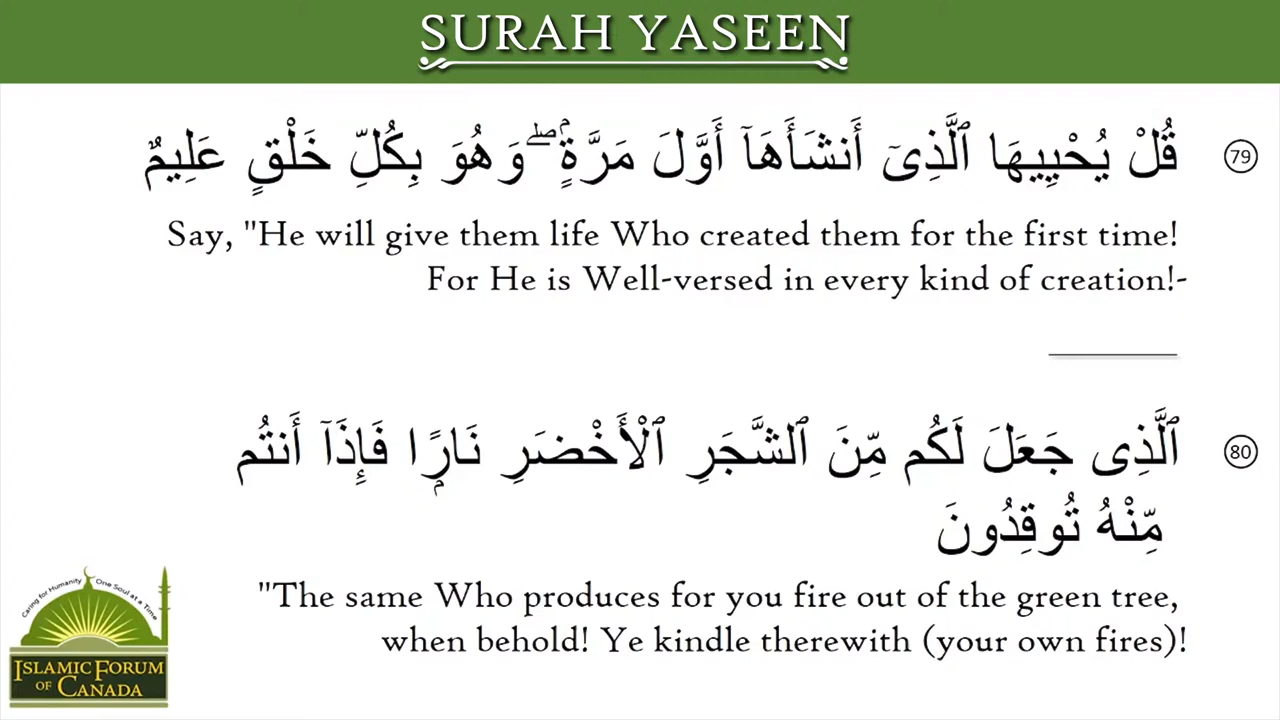 SURAH YASEEN
قُلْ يُحْيِيهَا ٱلَّذِىٓ أَنشَأَهَآ أَوَّلَ مَرَّةٍۢ ۖ وَهُوَ بِكُلِّ خَلْقٍ عَلِيمٌ
79
Say, "He will give them life Who created them for the first time!
For He is Well-versed in every kind of creation!-
ٱلَّذِى جَعَلَ لَكُم مِّنَ ٱلشَّجَرِ ٱلْأَخْضَرِ نَارًۭا فَإِذَآ أَنتُم
80
مِّنْهُ تُوقِدُونَ
"The same Who produces for you fire out of the green tree,
when behold! Ye kindle therewith (your own fires)!
Caring for Humanity One Soul at a Time
ISLAMIC FORUM
OF CANADA